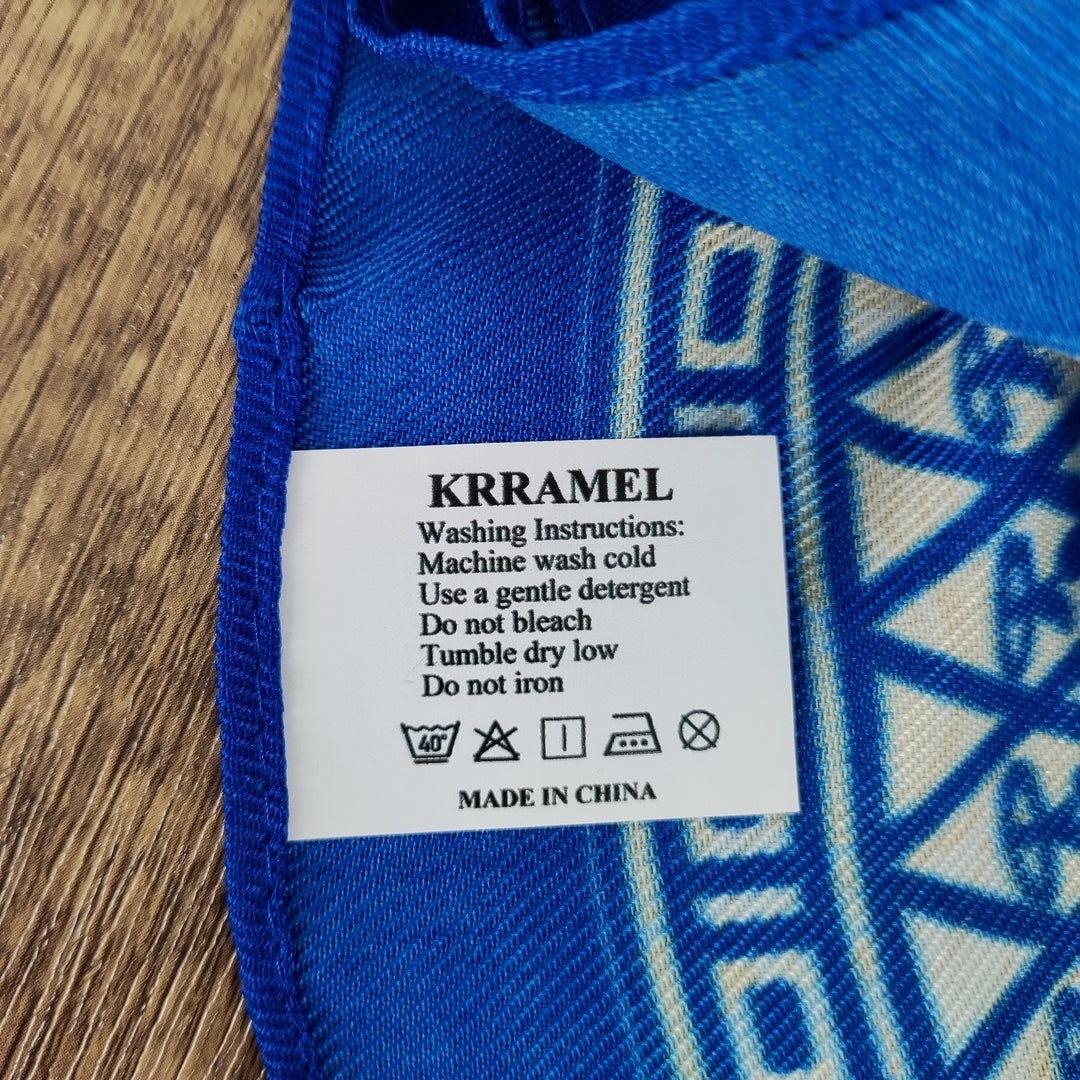 KRRAMEL
Washing Instructions:
Machine wash cold
Use a gentle detergent
Do not bleach
Tumble dry low
Do not iron
40°
MADE IN CHINA